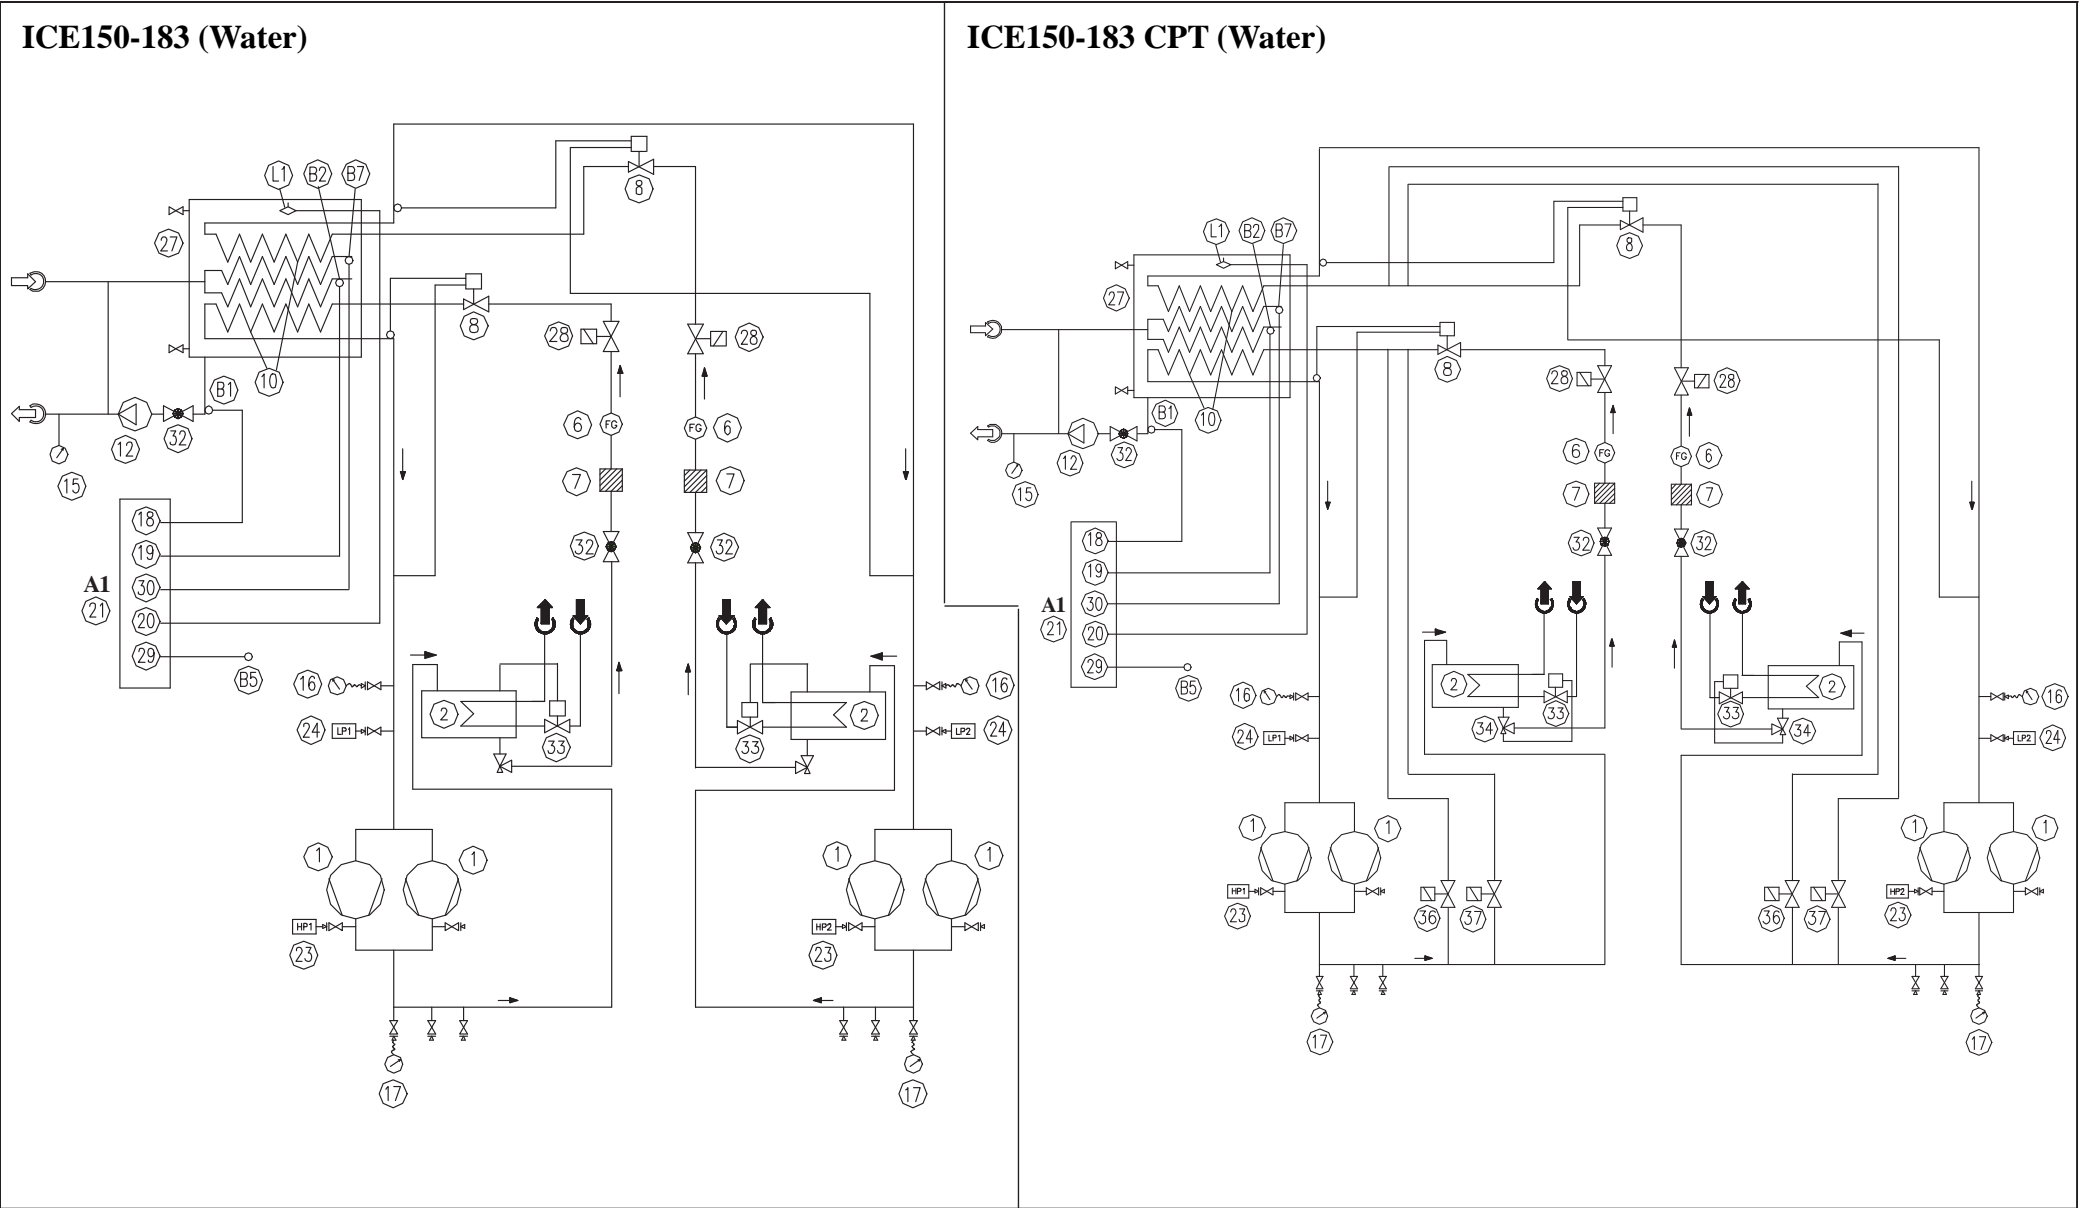 ICE150-183 (Water)
L1 B2 B7
8
27
8
28 28
10
B1
6 FG FG 6
12 32
15
7 7
18
19
32 32
A1
30
21
20
29
B5
16 16
2 2
24 LP1 33 33 LP2 24
1 1 1 1
HP1 HP2
23 23
17 17
ICE150-183 CPT (Water)
L1 B2 B7
8
27
8
28 28
10
B1
6 FG FG 6
12 32
15
7 7
18
32 32
19
A1
30
21
20
29
B5
2 2
16 16
33 33
34 34
24 LP1 LP2 24
1 1 1 1
HP1 HP2
23 36 37 36 37 23
17 17